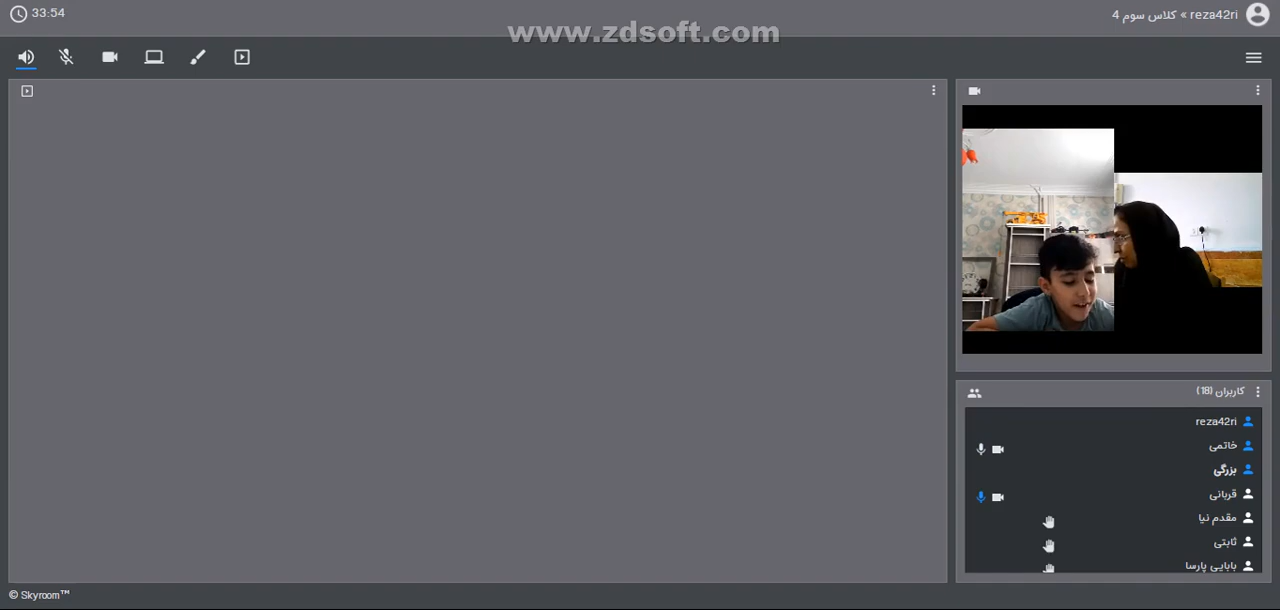 33:54
www.zdsoft.com
reza42ri » کلاس سوم 4
کاربران (18)
reza42ri
خاتمی
بزرگی
قربانی
مقدم نیا
ثابتی
بابایی پارسا
© Skyroom™